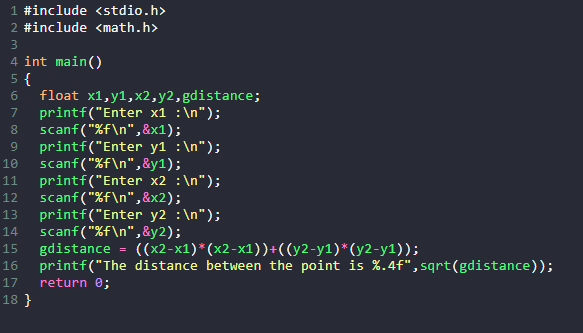 1 #include <stdio.h>
2 #include <math.h>
3
4 int main()
5 {
6   float x1,y1,x2,y2,gdistance;
7   printf("Enter x1 :\n");
8   scanf("%f\n",&x1);
9   printf("Enter y1 :\n");
10   scanf("%f\n",&y1);
11   printf("Enter x2 :\n");
12   scanf("%f\n",&x2);
13   printf("Enter y2 :\n");
14   scanf("%f\n",&y2);
15   gdistance = ((x2-x1)*(x2-x1))+((y2-y1)*(y2-y1));
16   printf("The distance between the point is %.4f",sqrt(gdistance));
17   return 0;
18 }